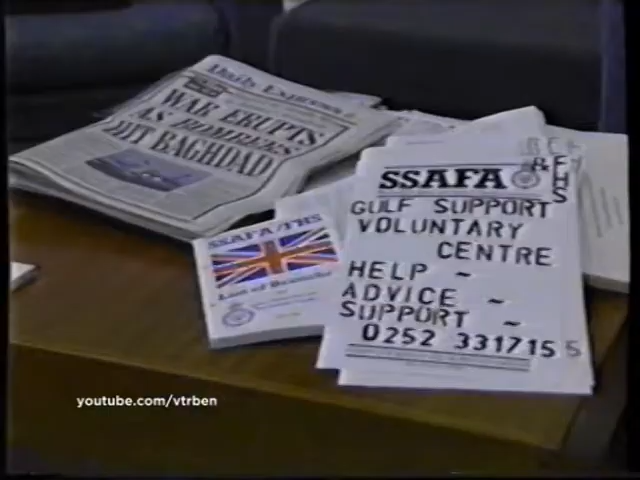 Daily Express
WAR ERUPTS
AS BOMBERS
HIT BAGHDAD
SSAFA/FHS
SSAFA & FHS
GULF SUPPORT
VOLUNTARY
CENTRE
HELP ~
ADVICE ~
SUPPORT ~
0252 331715
youtube.com/vtrben